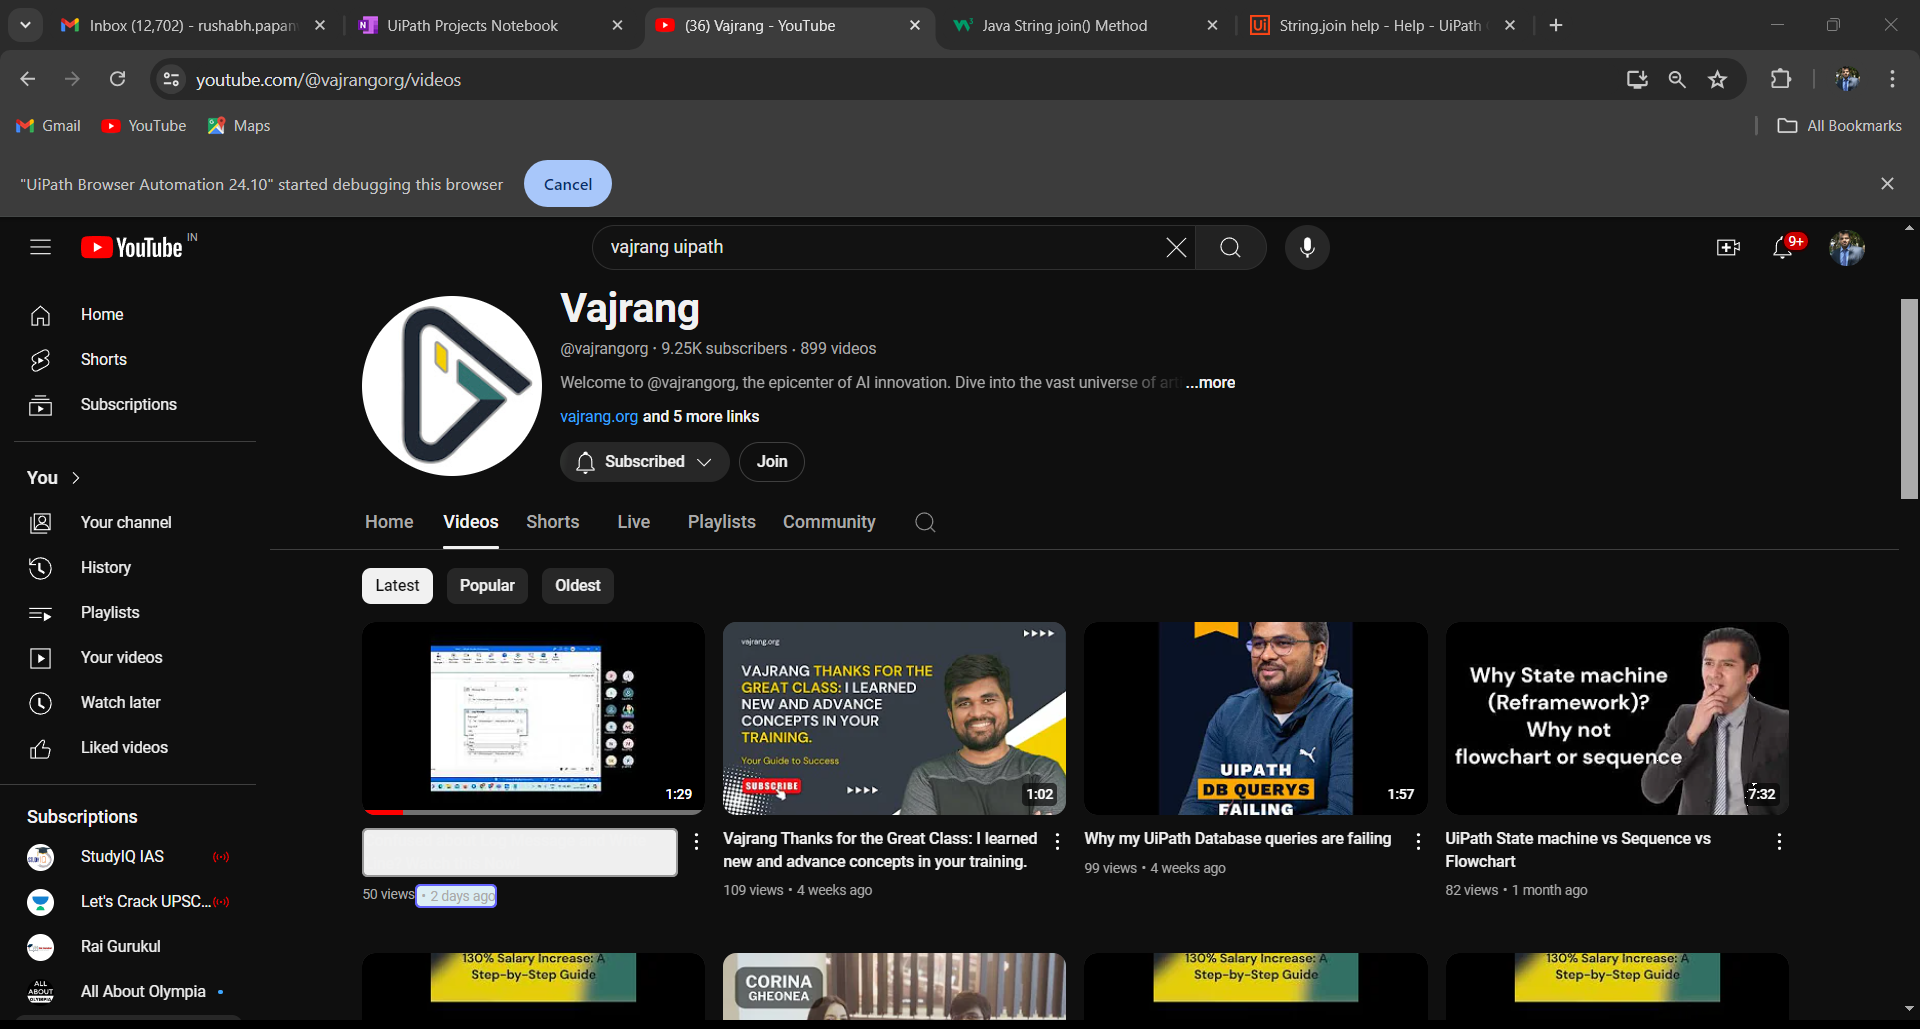 Inbox (12,702) - rushabh.papan
UiPath Projects Notebook
(36) Vajrang - YouTube
Java String join() Method
String.join help - Help - UiPath
youtube.com/@vajrangorg/videos
Gmail
YouTube
Maps
All Bookmarks
"UiPath Browser Automation 24.10" started debugging this browser
Cancel
YouTube IN
vajrang uipath
9+
Home
Shorts
Subscriptions
You
Your channel
History
Playlists
Your videos
Watch later
Liked videos
Subscriptions
StudyIQ IAS
Let's Crack UPSC...
Rai Gurukul
ALL ABOUT OLYMPIA
All About Olympia
Vajrang
@vajrangorg · 9.25K subscribers · 899 videos
Welcome to @vajrangorg, the epicenter of AI innovation. Dive into the vast universe of art ...more
vajrang.org and 5 more links
Subscribed
Join
Home
Videos
Shorts
Live
Playlists
Community
Latest
Popular
Oldest
1:29
50 views • 2 days ago
vajrang.org
VAJRANG THANKS FOR THE
GREAT CLASS: I LEARNED
NEW AND ADVANCE
CONCEPTS IN YOUR
TRAINING.
Your Guide to Success
SUBSCRIBE
1:02
Vajrang Thanks for the Great Class: I learned
new and advance concepts in your training.
109 views • 4 weeks ago
UIPATH
DB QUERYS
FAILING
1:57
Why my UiPath Database queries are failing
99 views • 4 weeks ago
Why State machine
(Reframework)?
Why not
flowchart or sequence
7:32
UiPath State machine vs Sequence vs
Flowchart
82 views • 1 month ago
130% Salary Increase: A
Step-by-Step Guide
CORINA
GHEONEA
130% Salary Increase: A
Step-by-Step Guide
130% Salary Increase: A
Step-by-Step Guide